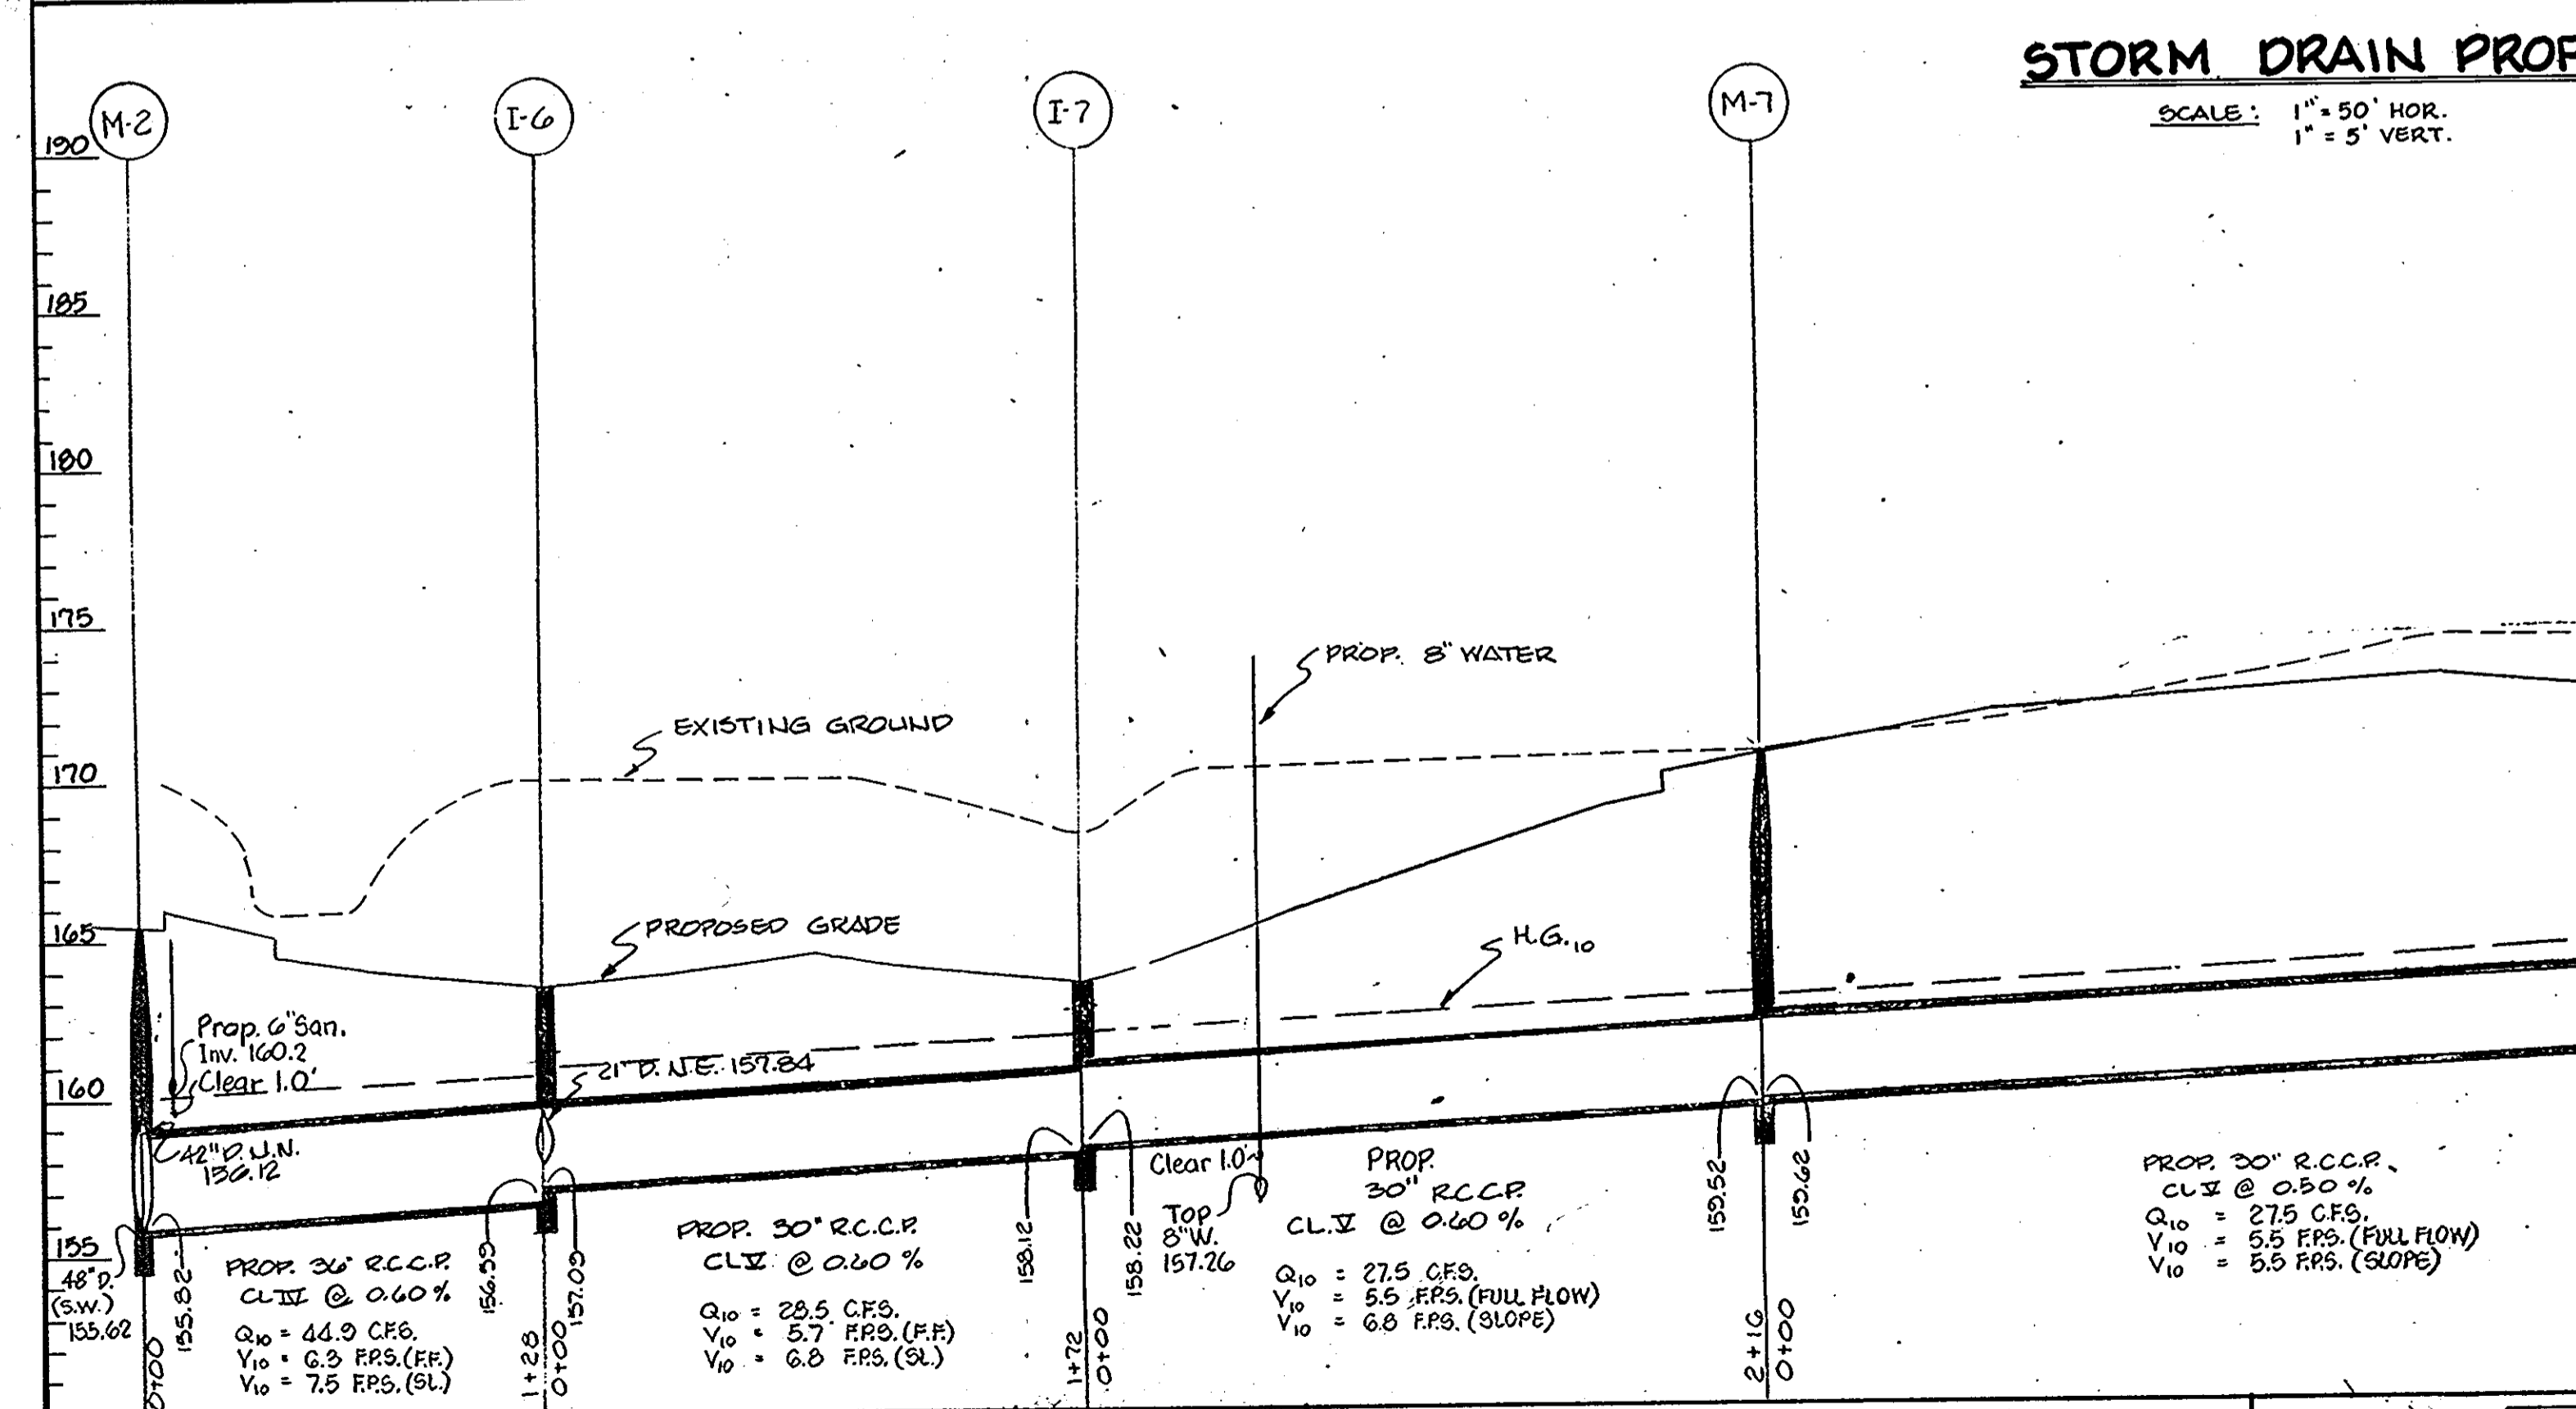 STORM DRAIN PROF
SCALE: 1" = 50' HOR.
1" = 5' VERT.
M-2
I-6
I-7
M-7
190
185
180
175
170
165
160
155
PROP. 8" WATER
EXISTING GROUND
PROPOSED GRADE
H.G.10
Prop. 6" San.
Inv. 160.2
Clear 1.0'
21" D. N.E. 157.84
42" D. N.N.
156.12
48" D.
(S.W.)
155.62
155.82
0+00
PROP. 36" R.C.C.P.
CL IV @ 0.60 %
Q10 = 44.9 C.F.S.
V10 = 6.3 F.P.S. (F.F.)
V10 = 7.5 F.P.S. (SL.)
156.59
157.09
1+28
0+00
PROP. 30" R.C.C.P.
CL V @ 0.60 %
Q10 = 28.5 C.F.S.
V10 = 5.7 F.P.S. (F.F.)
V10 = 6.8 F.P.S. (SL.)
158.12
158.22
1+72
0+00
Clear 1.0'
TOP
8" W.
157.26
PROP.
30" R.C.C.P.
CL. V @ 0.60 %
Q10 = 27.5 C.F.S.
V10 = 5.5 F.P.S. (FULL FLOW)
V10 = 6.8 F.P.S. (SLOPE)
159.52
159.62
2+16
0+00
PROP. 30" R.C.C.P.
CL V @ 0.50 %
Q10 = 27.5 C.F.S.
V10 = 5.5 F.P.S. (FULL FLOW)
V10 = 5.5 F.P.S. (SLOPE)